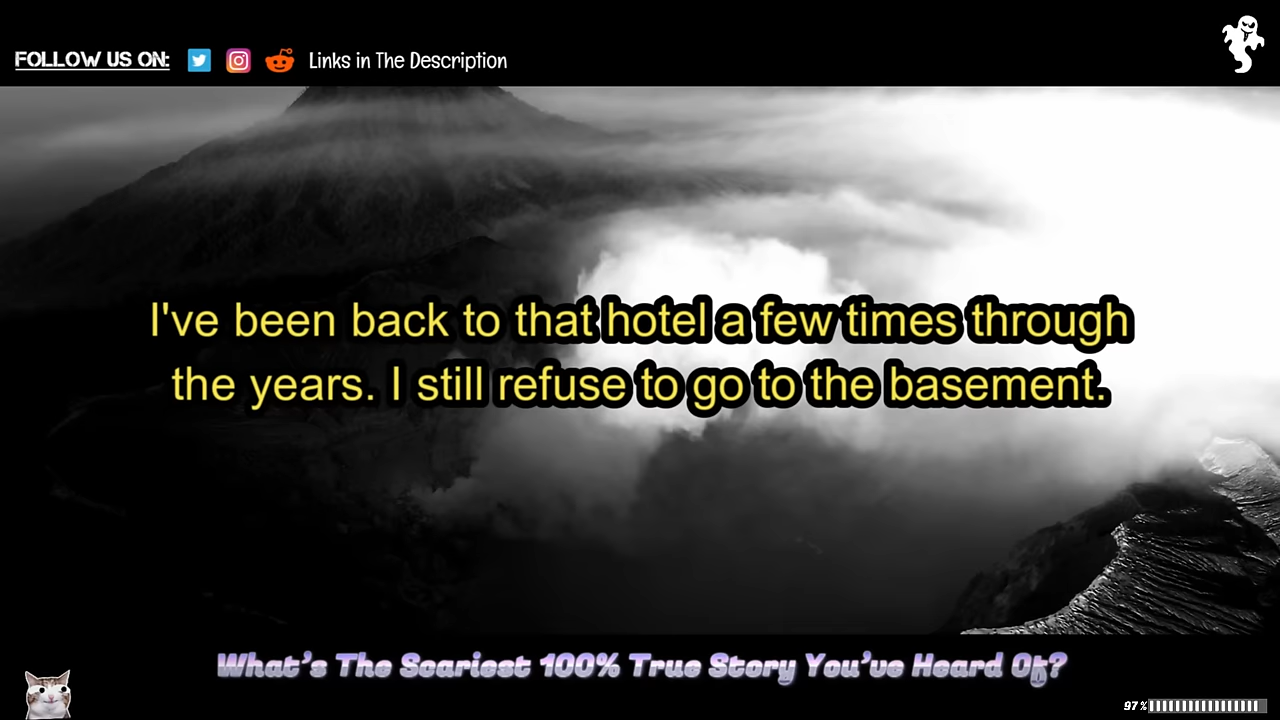 FOLLOW US ON: Links in The Description
I've been back to that hotel a few times through
the years. I still refuse to go to the basement.
What's The Scariest 100% True Story You've Heard Of?
97%